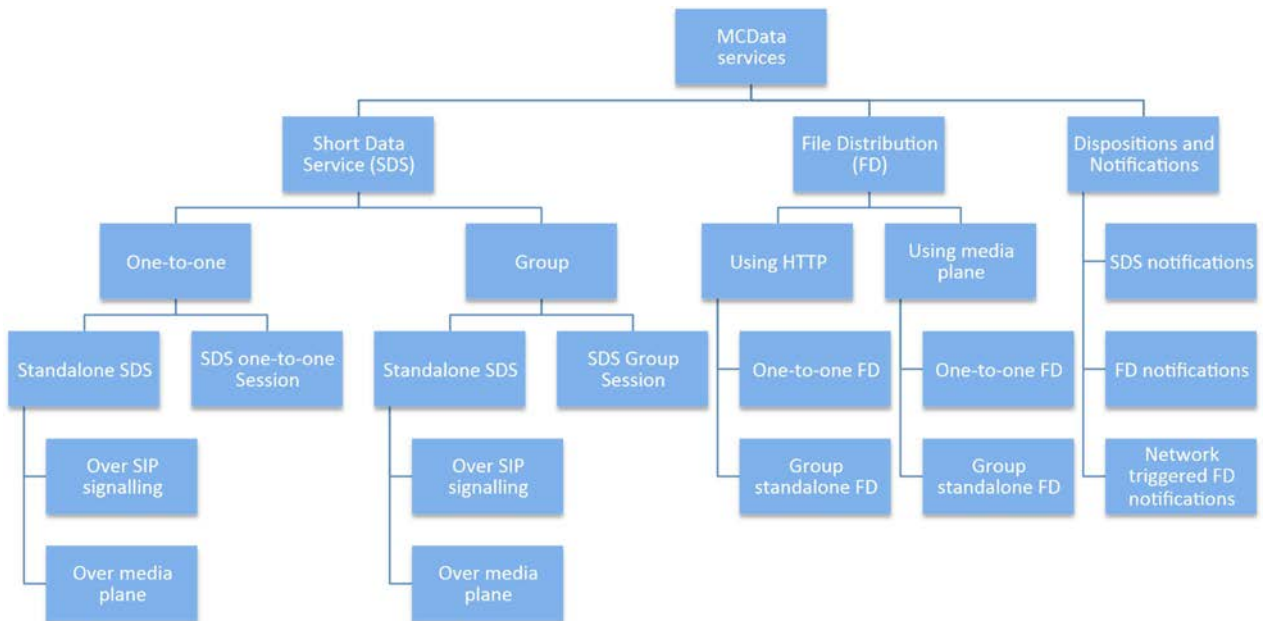 MCData
services
Short Data
Service (SDS)
File Distribution
(FD)
Dispositions and
Notifications
One-to-one
Group
Using HTTP
Using media
plane
SDS notifications
Standalone SDS
SDS one-to-one
Session
Standalone SDS
SDS Group
Session
One-to-one FD
One-to-one FD
FD notifications
Over SIP
signalling
Over SIP
signalling
Group
standalone FD
Group
standalone FD
Network
triggered FD
notifications
Over media
plane
Over media
plane